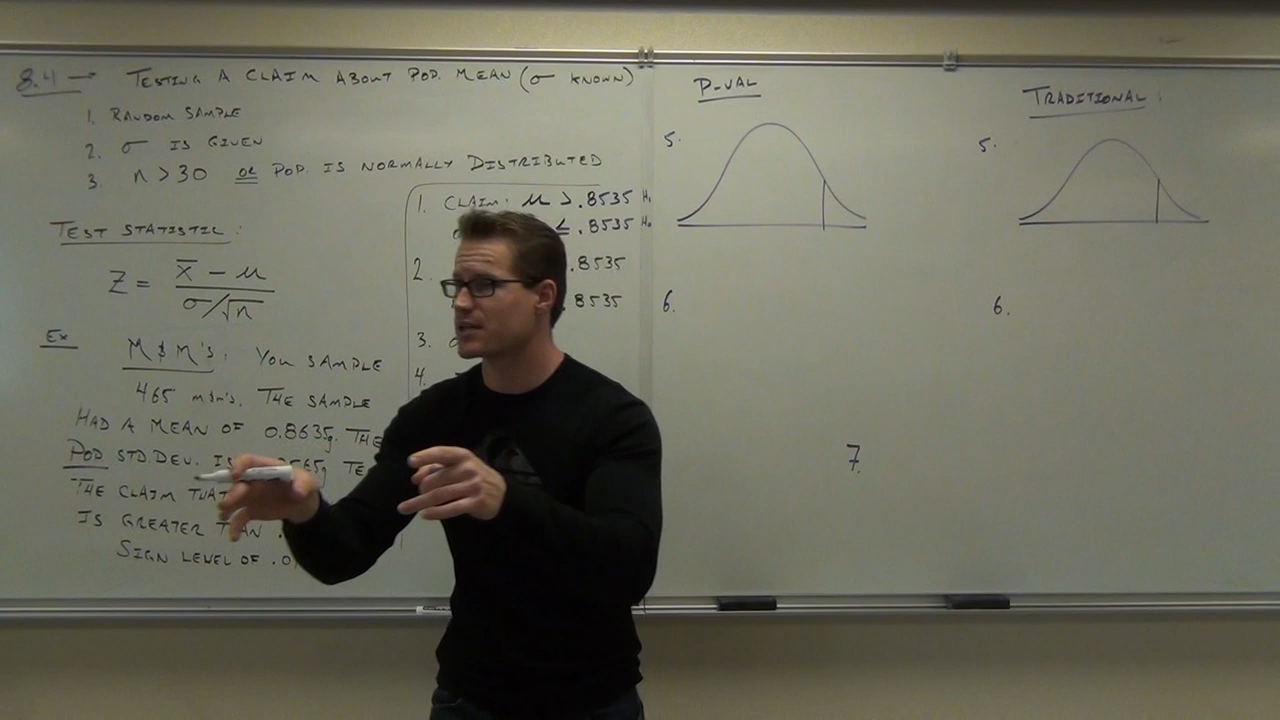 8.4 → TESTING A CLAIM ABOUT POP. MEAN (σ KNOWN)
1. RANDOM SAMPLE
2. σ IS GIVEN
3. n > 30 OR POP. IS NORMALLY DISTRIBUTED
TEST STATISTIC:
Z = x̄ - μ / σ/√n
Ex M & M'S: YOU SAMPLE
465 m&m's. THE SAMPLE
HAD A MEAN OF 0.8635g. THE
POP STD. DEV. IS
THE CLAIM THAT
IS GREATER THAN .
SIGN LEVEL OF .0
1. CLAIM: μ > .8535 H₁
≤ .8535 H₀
2. .8535
.8535
3.
4.
P-VAL
5.
6.
7.
TRADITIONAL:
5.
6.